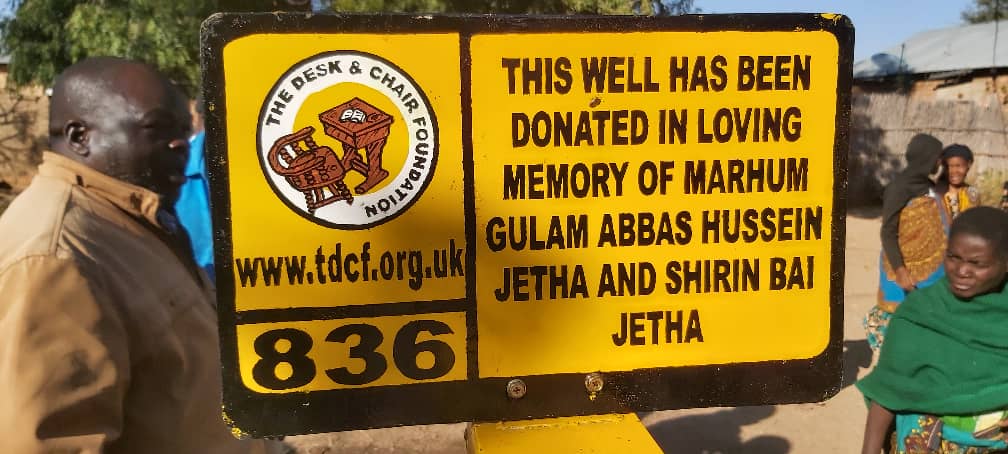 THE DESK & CHAIR FOUNDATION
www.tdcf.org.uk
836
THIS WELL HAS BEEN
DONATED IN LOVING
MEMORY OF MARHUM
GULAM ABBAS HUSSEIN
JETHA AND SHIRIN BAI
JETHA